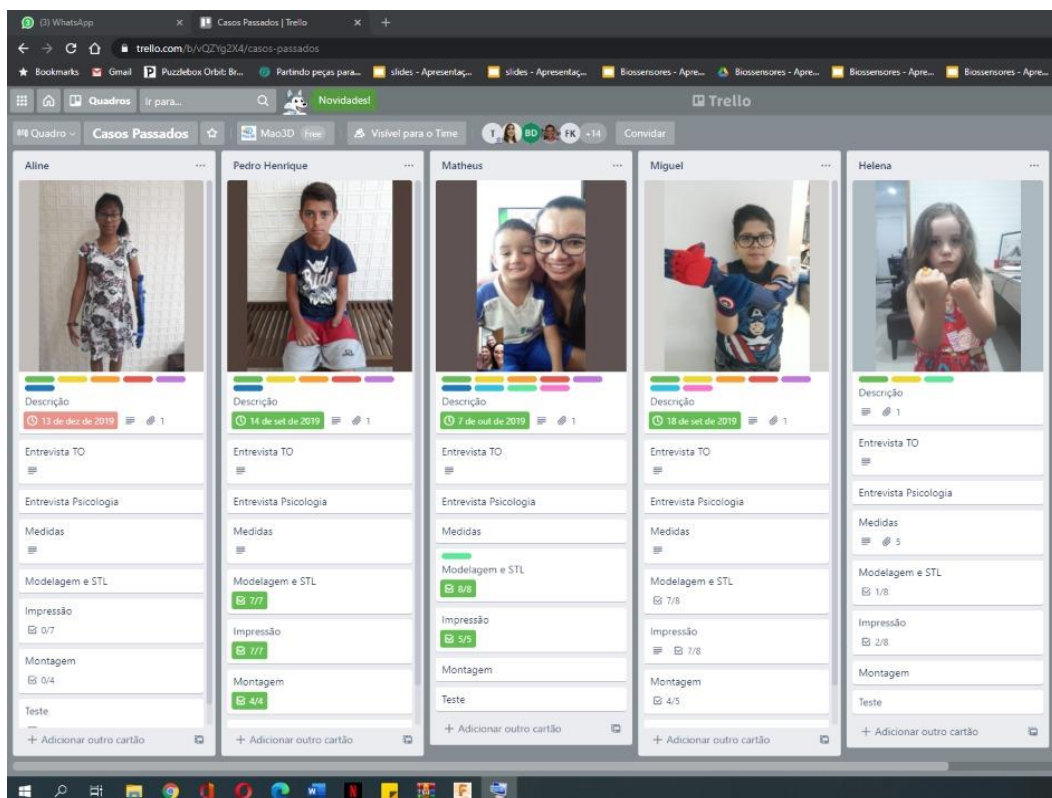 (3) WhatsApp
Casos Passados | Trello
trello.com/b/vQZYg2X4/casos-passados
Bookmarks
Gmail
Puzzlebox Orbit: Br...
Partindo peças para...
slides - Apresentaç...
slides - Apresentaç...
Biossensores - Apre...
Biossensores - Apre...
Biossensores - Apre...
Biossensores - Apre...
Quadros
Ir para...
Novidades!
Trello
Quadro
Casos Passados
Mao3D Free
Visível para o Time
T
BD
FK
+14
Convidar
Aline
Descrição
13 de dez de 2019
1
Entrevista TO
Entrevista Psicologia
Medidas
Modelagem e STL
Impressão
0/7
Montagem
0/4
Teste
+ Adicionar outro cartão
Pedro Henrique
Descrição
14 de set de 2019
1
Entrevista TO
Entrevista Psicologia
Medidas
Modelagem e STL
7/7
Impressão
7/7
Montagem
4/4
+ Adicionar outro cartão
Matheus
Descrição
7 de out de 2019
1
Entrevista TO
Entrevista Psicologia
Medidas
Modelagem e STL
8/8
Impressão
5/5
Montagem
Teste
+ Adicionar outro cartão
Miguel
Descrição
18 de set de 2019
1
Entrevista TO
Entrevista Psicologia
Medidas
Modelagem e STL
7/8
Impressão
7/8
Montagem
4/5
+ Adicionar outro cartão
Helena
Descrição
1
Entrevista TO
Entrevista Psicologia
Medidas
5
Modelagem e STL
1/8
Impressão
2/8
Montagem
Teste
+ Adicionar outro cartão